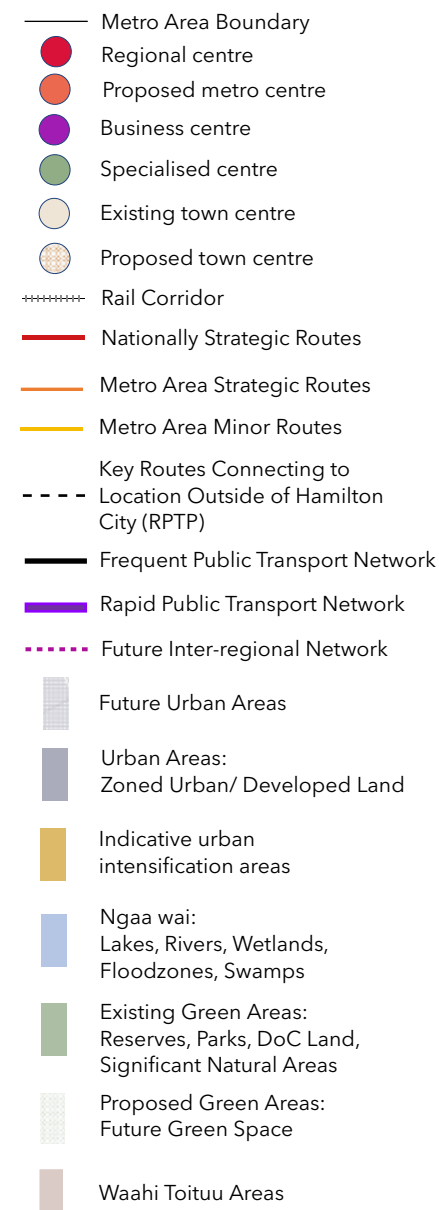 Metro Area Boundary
Regional centre
Proposed metro centre
Business centre
Specialised centre
Existing town centre
Proposed town centre
Rail Corridor
Nationally Strategic Routes
Metro Area Strategic Routes
Metro Area Minor Routes
Key Routes Connecting to
Location Outside of Hamilton
City (RPTP)
Frequent Public Transport Network
Rapid Public Transport Network
Future Inter-regional Network
Future Urban Areas
Urban Areas:
Zoned Urban/ Developed Land
Indicative urban
intensification areas
Ngaa wai:
Lakes, Rivers, Wetlands,
Floodzones, Swamps
Existing Green Areas:
Reserves, Parks, DoC Land,
Significant Natural Areas
Proposed Green Areas:
Future Green Space
Waahi Toituu Areas